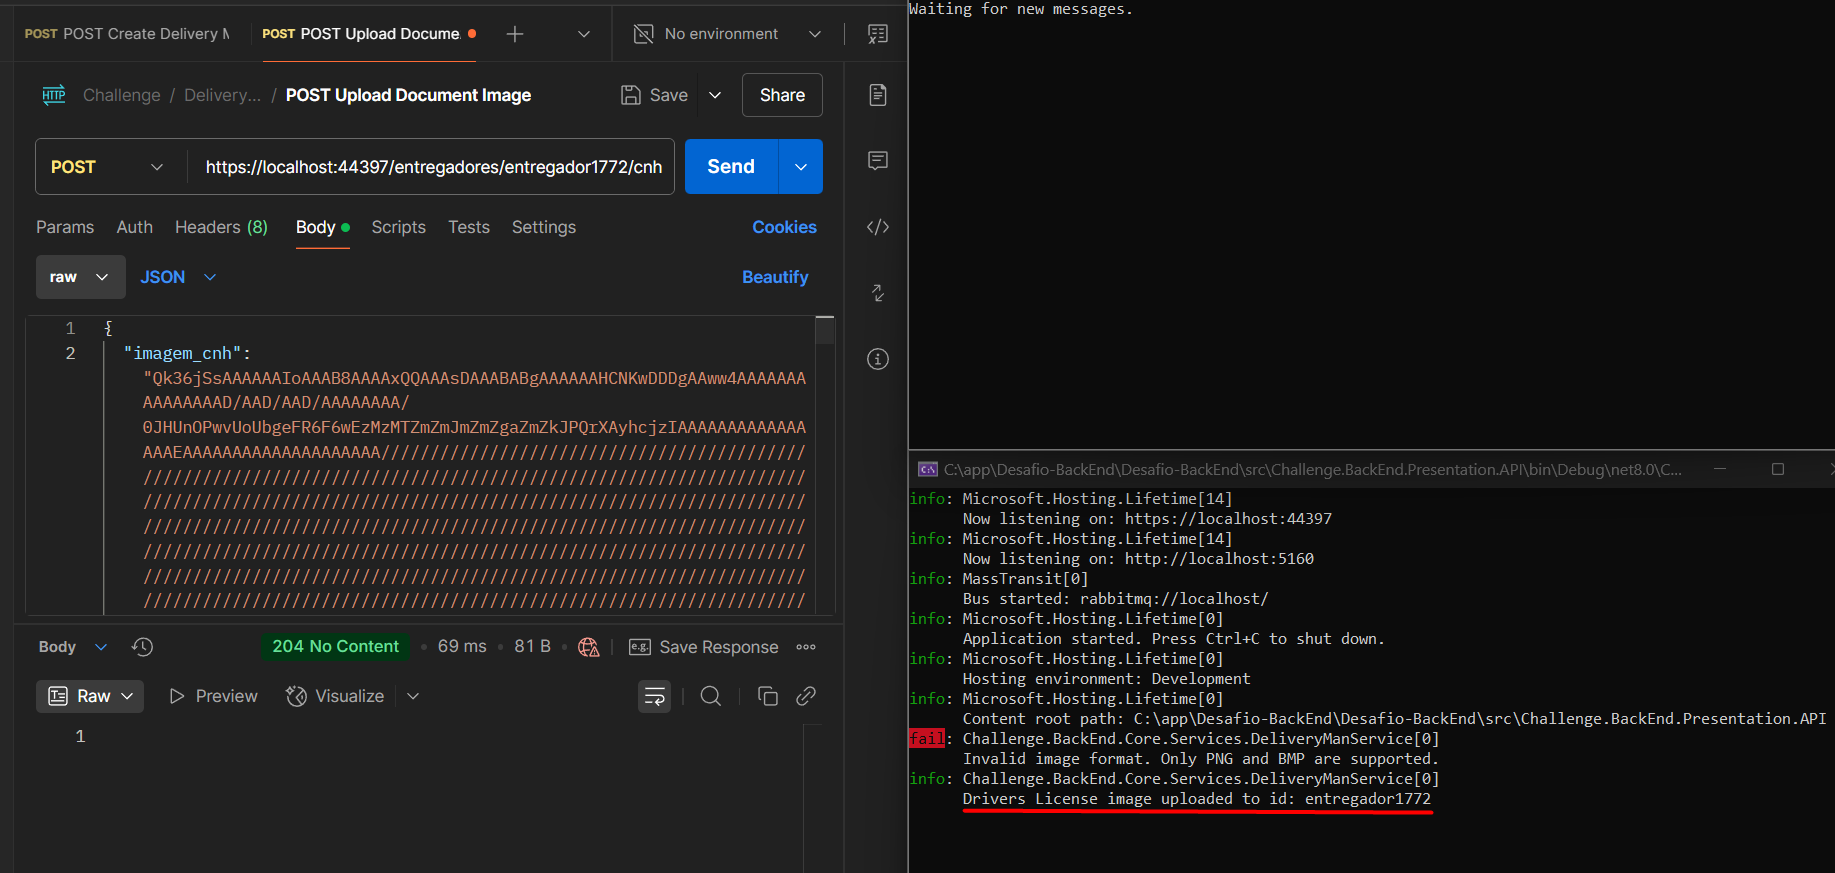 POST POST Create Delivery M
POST POST Upload Docume.
No environment
HTTP Challenge / Delivery... / POST Upload Document Image
Save
Share
POST
https://localhost:44397/entregadores/entregador1772/cnh
Send
Params Auth Headers (8) Body Scripts Tests Settings Cookies
raw JSON Beautify
1 {
2 "imagem_cnh":
"Qk36jSsAAAAAAIoAAAB8AAAAxQQAAAsDAAABABgAAAAAAHCNKwDDDgAAww4AAAAAAA
AAAAAAAAD/AAD/AAD/AAAAAAAA/
0JHUnOPwvUoUbgeFR6F6wEzMzMTZmZmJmZmZgaZmZkJPQrXAyhcjzIAAAAAAAAAAAAA
AAAEAAAAAAAAAAAAAAAAAAAA///////////////////////////////////////////
///////////////////////////////////////////////////////////////////
///////////////////////////////////////////////////////////////////
///////////////////////////////////////////////////////////////////
///////////////////////////////////////////////////////////////////
///////////////////////////////////////////////////////////////////
///////////////////////////////////////////////////////////////////
Body 204 No Content • 69 ms • 81 B e.g. Save Response
Raw Preview Visualize
1
Waiting for new messages.
C:\app\Desafio-BackEnd\Desafio-BackEnd\src\Challenge.BackEnd.Presentation.API\bin\Debug\net8.0\C...
info: Microsoft.Hosting.Lifetime[14]
Now listening on: https://localhost:44397
info: Microsoft.Hosting.Lifetime[14]
Now listening on: http://localhost:5160
info: MassTransit[0]
Bus started: rabbitmq://localhost/
info: Microsoft.Hosting.Lifetime[0]
Application started. Press Ctrl+C to shut down.
info: Microsoft.Hosting.Lifetime[0]
Hosting environment: Development
info: Microsoft.Hosting.Lifetime[0]
Content root path: C:\app\Desafio-BackEnd\Desafio-BackEnd\src\Challenge.BackEnd.Presentation.API
fail: Challenge.BackEnd.Core.Services.DeliveryManService[0]
Invalid image format. Only PNG and BMP are supported.
info: Challenge.BackEnd.Core.Services.DeliveryManService[0]
Drivers License image uploaded to id: entregador1772